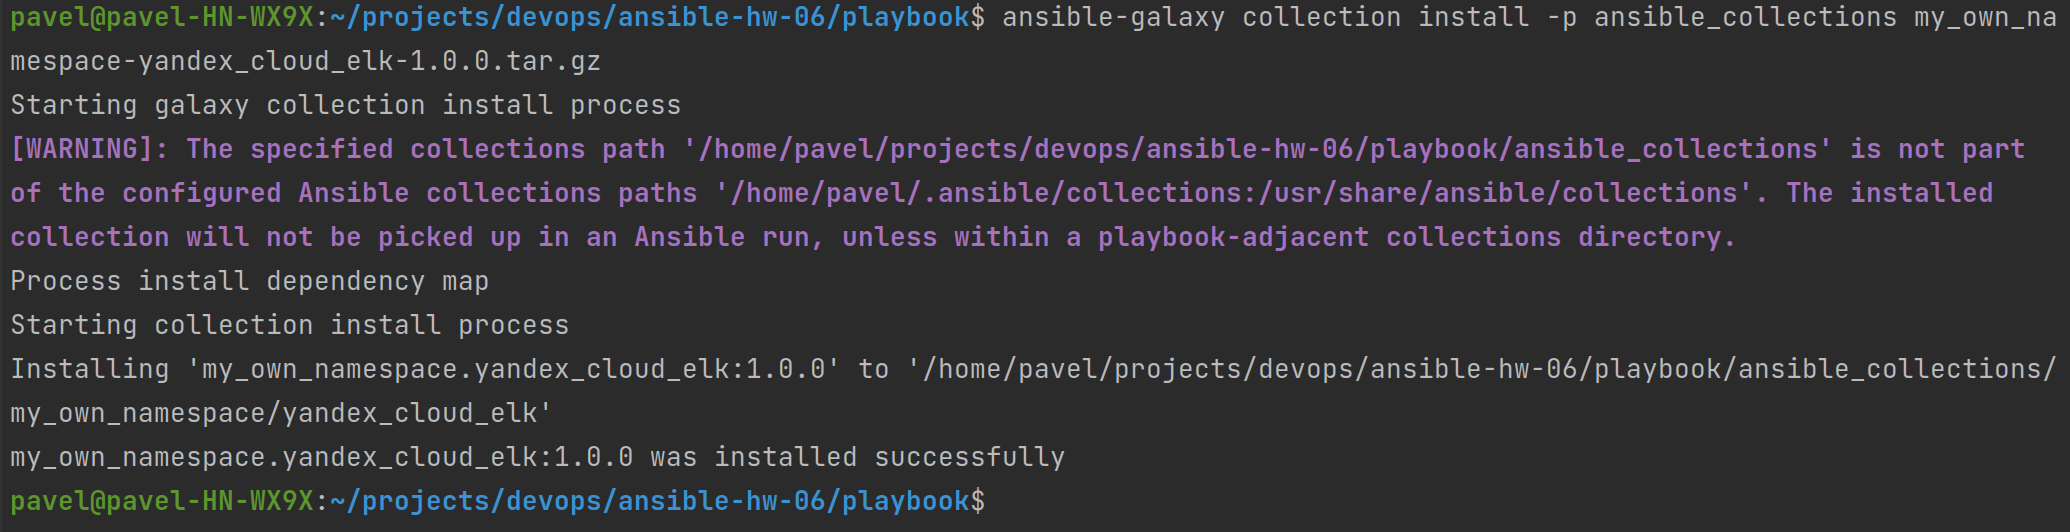 pavel@pavel-HN-WX9X:~/projects/devops/ansible-hw-06/playbook$ ansible-galaxy collection install -p ansible_collections my_own_na
mespace-yandex_cloud_elk-1.0.0.tar.gz
Starting galaxy collection install process
[WARNING]: The specified collections path '/home/pavel/projects/devops/ansible-hw-06/playbook/ansible_collections' is not part
of the configured Ansible collections paths '/home/pavel/.ansible/collections:/usr/share/ansible/collections'. The installed
collection will not be picked up in an Ansible run, unless within a playbook-adjacent collections directory.
Process install dependency map
Starting collection install process
Installing 'my_own_namespace.yandex_cloud_elk:1.0.0' to '/home/pavel/projects/devops/ansible-hw-06/playbook/ansible_collections/
my_own_namespace/yandex_cloud_elk'
my_own_namespace.yandex_cloud_elk:1.0.0 was installed successfully
pavel@pavel-HN-WX9X:~/projects/devops/ansible-hw-06/playbook$